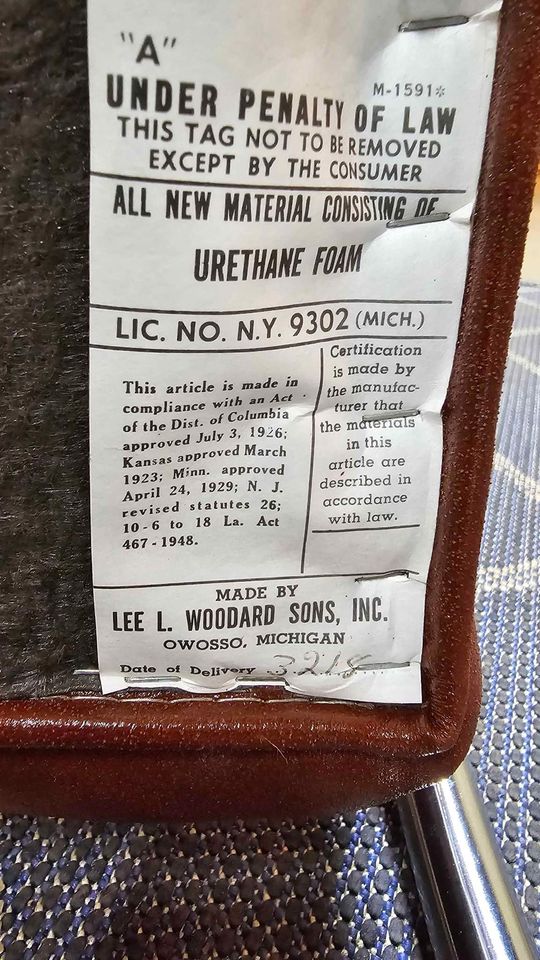 "A"
M-1591*
UNDER PENALTY OF LAW
THIS TAG NOT TO BE REMOVED
EXCEPT BY THE CONSUMER
ALL NEW MATERIAL CONSISTING OF
URETHANE FOAM
LIC. NO. N.Y. 9302 (MICH.)
This article is made in
compliance with an Act
of the Dist. of Columbia
approved July 3, 1926;
Kansas approved March
1923; Minn. approved
April 24, 1929; N. J.
revised statutes 26;
10-6 to 18 La. Act
467-1948.
Certification
is made by
the manufac-
turer that
the materials
in this
article are
described in
accordance
with law.
MADE BY
LEE L. WOODARD SONS, INC.
OWOSSO, MICHIGAN
Date of Delivery